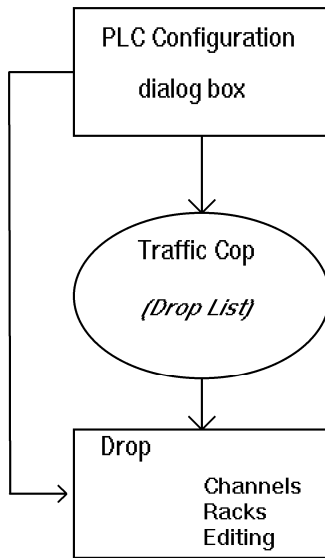 PLC Configuration
dialog box
Traffic Cop
(Drop List)
Drop
Channels
Racks
Editing